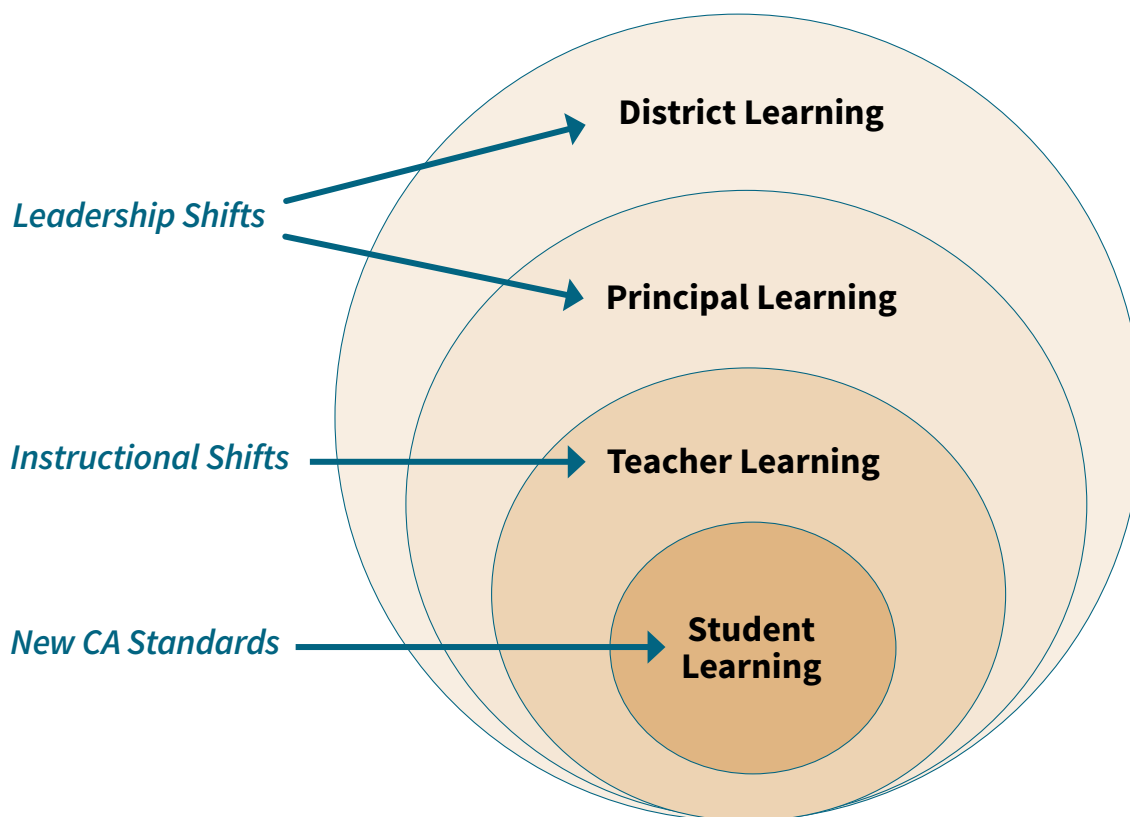 District Learning
Leadership Shifts
Principal Learning
Instructional Shifts
Teacher Learning
New CA Standards
Student
Learning